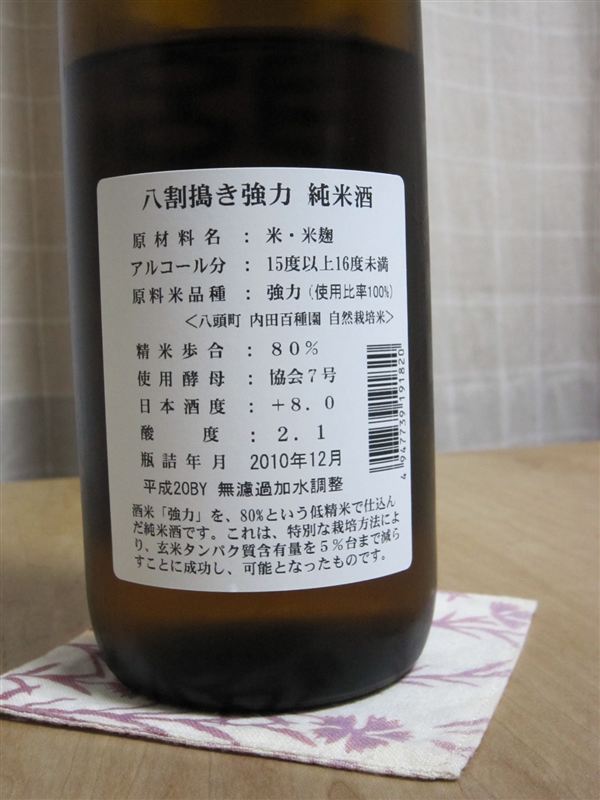 八割搗き強力 純米酒
原材料名 : 米・米麹
アルコール分 : 15度以上16度未満
原料米品種 : 強力(使用比率100%)
<八頭町 内田百種園 自然栽培米>
精米歩合 : 80%
使用酵母 : 協会7号
日本酒度 : +8.0
酸度 : 2.1
瓶詰年月 2010年12月
平成20BY 無濾過加水調整
酒米「強力」を、80%という低精米で仕込ん
だ純米酒です。これは、特別な栽培方法によ
り、玄米タンパク質含有量を5%台まで減ら
すことに成功し、可能となったものです。
4 947739 191820